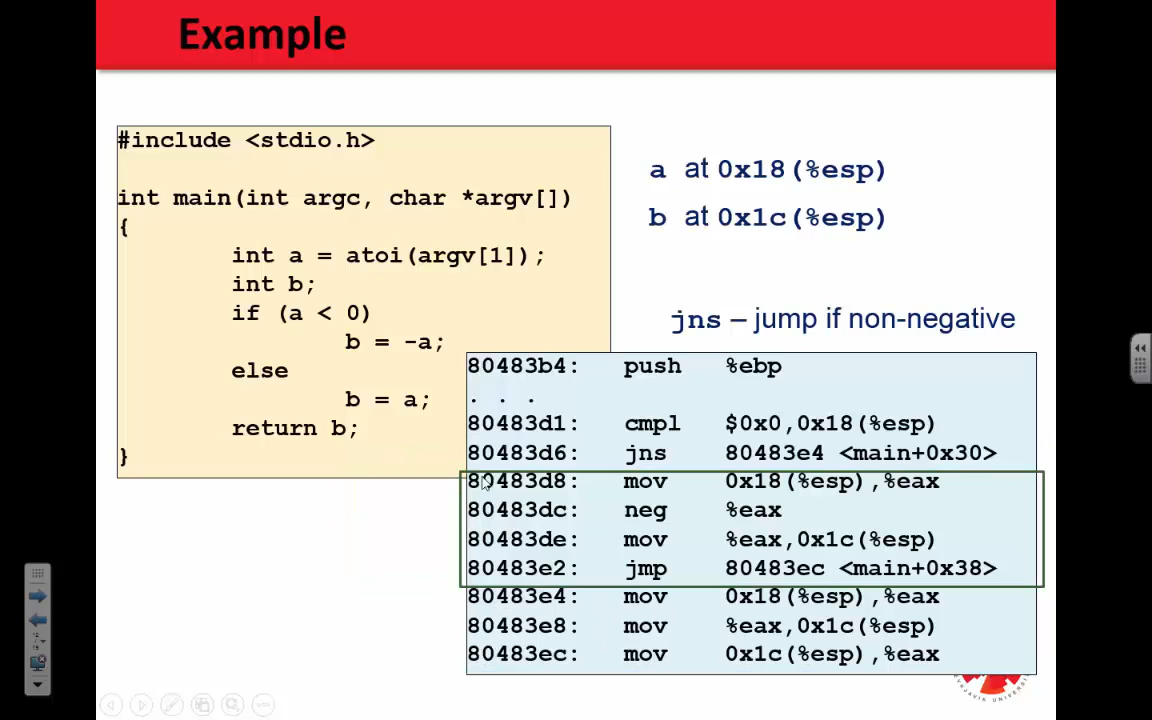 Example
#include <stdio.h>
int main(int argc, char *argv[])
{
int a = atoi(argv[1]);
int b;
if (a < 0)
b = -a;
else
b = a;
return b;
}
a at 0x18(%esp)
b at 0x1c(%esp)
jns – jump if non-negative
80483b4: push %ebp
. . .
80483d1: cmpl $0x0,0x18(%esp)
80483d6: jns 80483e4 <main+0x30>
80483d8: mov 0x18(%esp),%eax
80483dc: neg %eax
80483de: mov %eax,0x1c(%esp)
80483e2: jmp 80483ec <main+0x38>
80483e4: mov 0x18(%esp),%eax
80483e8: mov %eax,0x1c(%esp)
80483ec: mov 0x1c(%esp),%eax